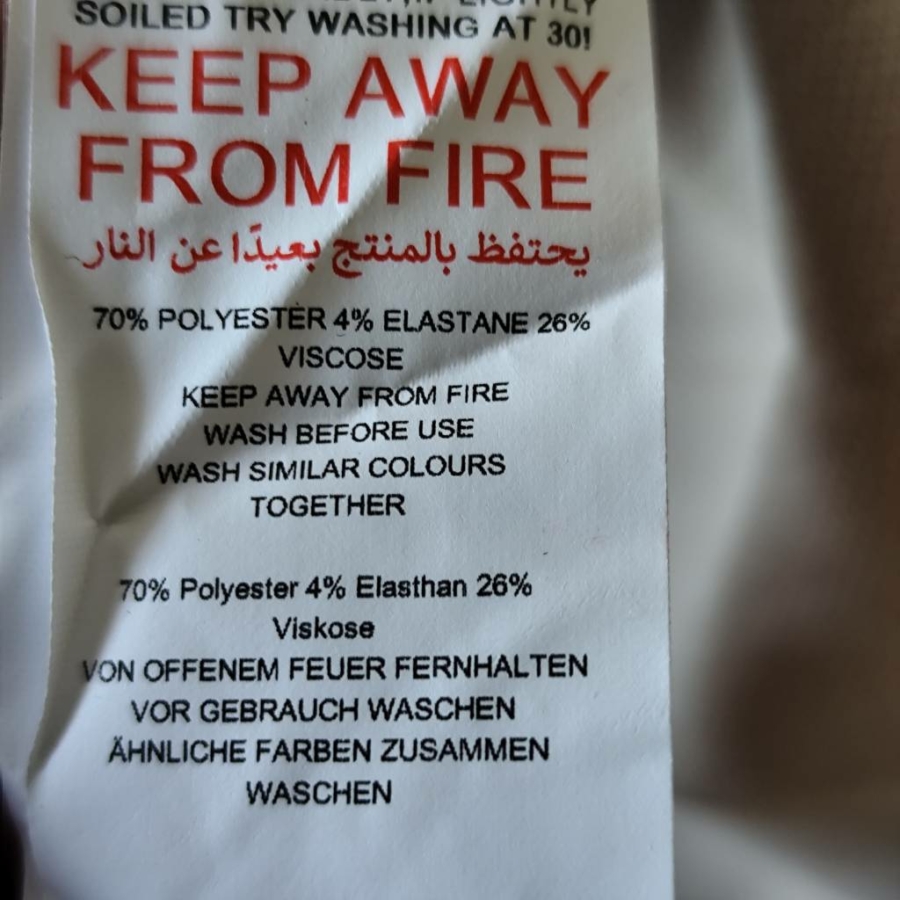 LIGHTLY
SOILED TRY WASHING AT 30!
KEEP AWAY
FROM FIRE
يحتفظ بالمنتج بعيدًا عن النار
70% POLYESTER 4% ELASTANE 26%
VISCOSE
KEEP AWAY FROM FIRE
WASH BEFORE USE
WASH SIMILAR COLOURS
TOGETHER
70% Polyester 4% Elasthan 26%
Viskose
VON OFFENEM FEUER FERNHALTEN
VOR GEBRAUCH WASCHEN
ÄHNLICHE FARBEN ZUSAMMEN
WASCHEN